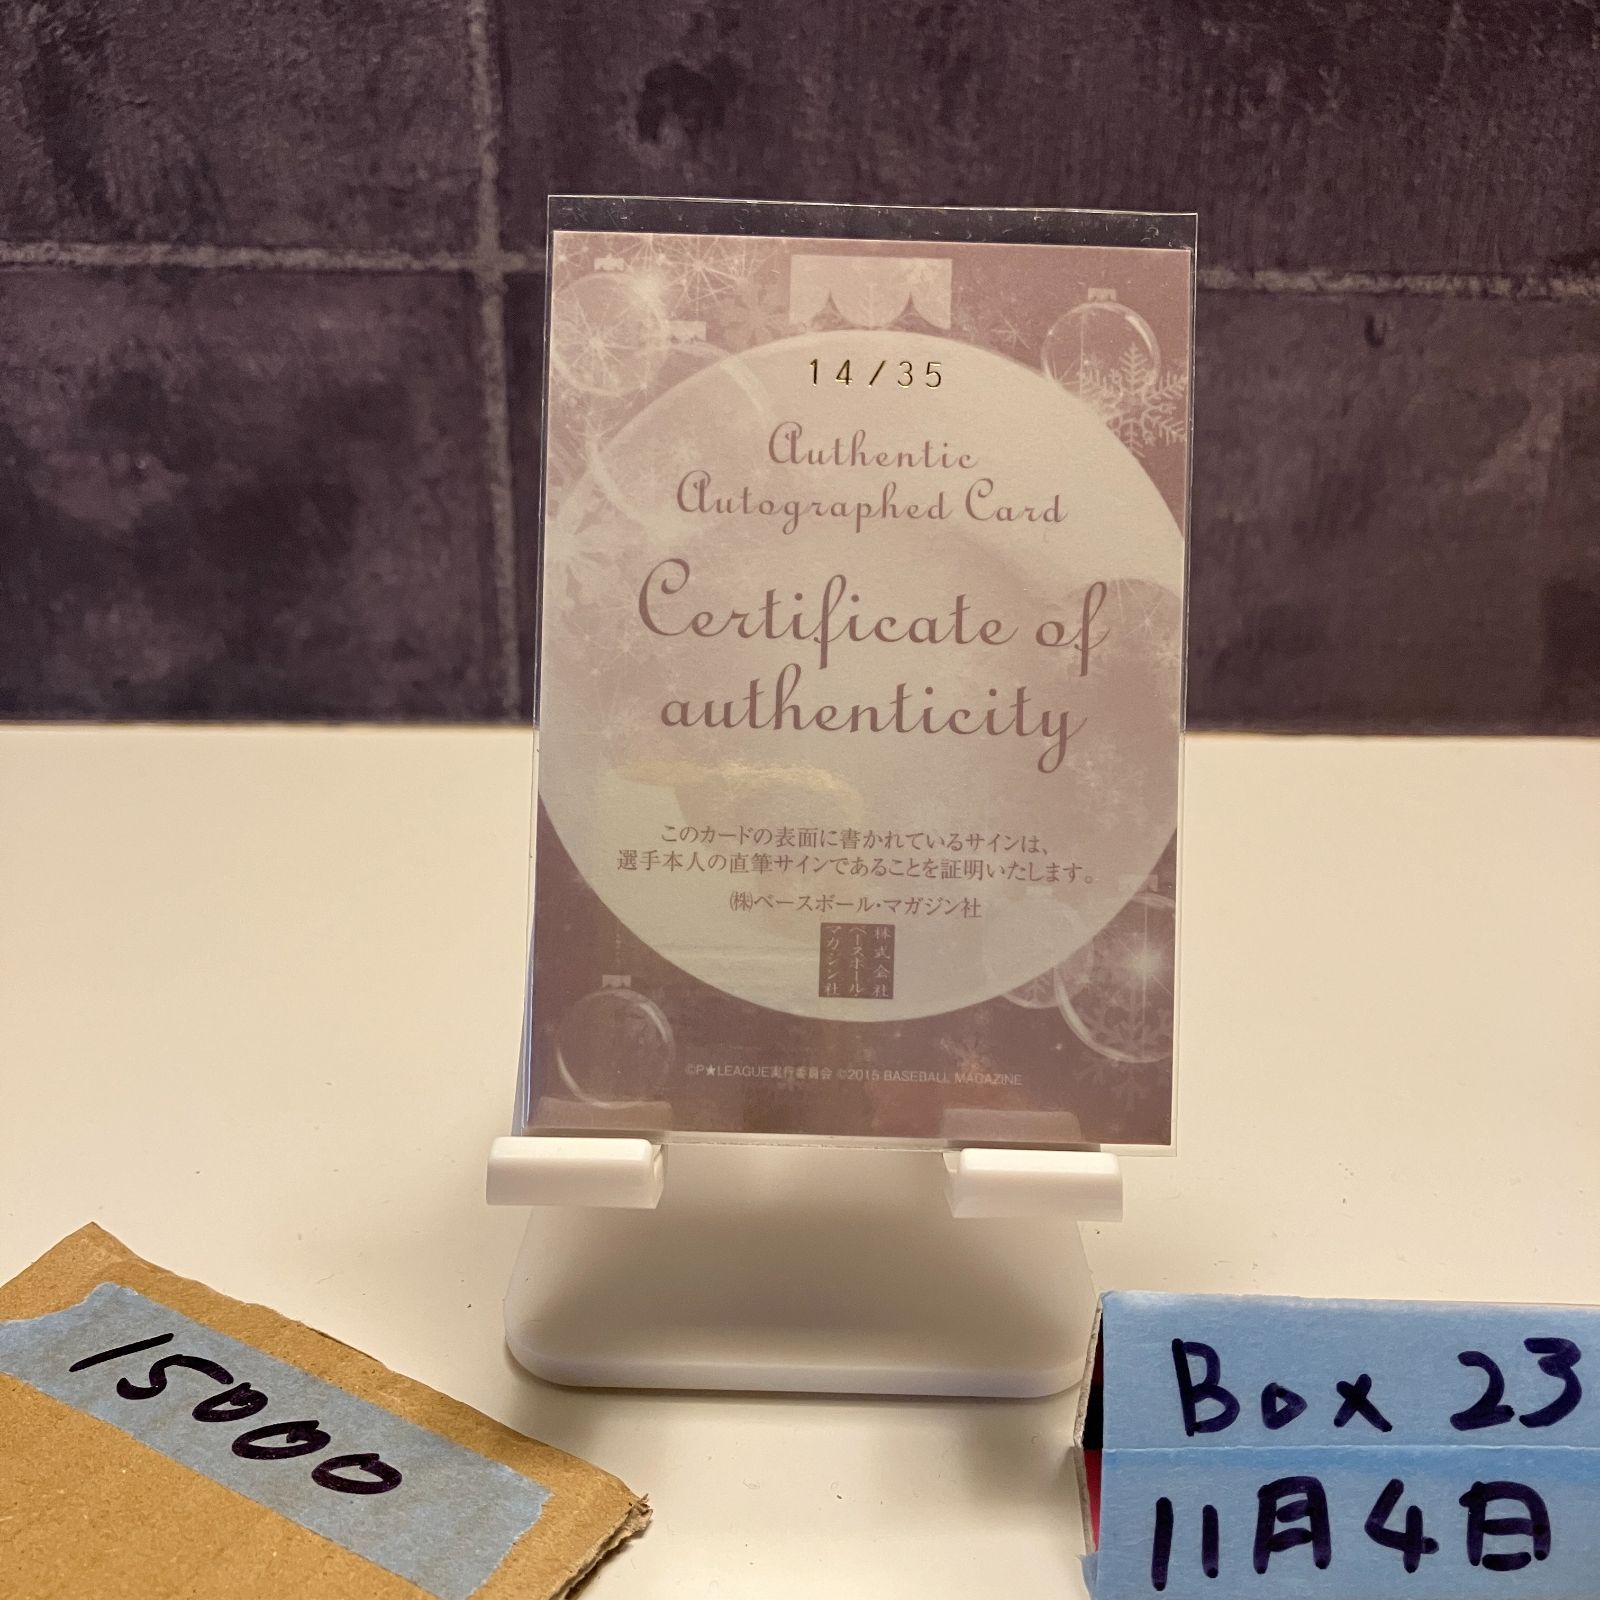 14/35
Authentic
Autographed Card
Certificate of
authenticity
このカードの表面に書かれているサインは、
選手本人の直筆サインであることを証明いたします。
㈱ベースボール・マガジン社
株式会社
ベースボール・
マガジン社
©P★LEAGUE実行委員会 ©2015 BASEBALL MAGAZINE
15000
Box 23
11月4日